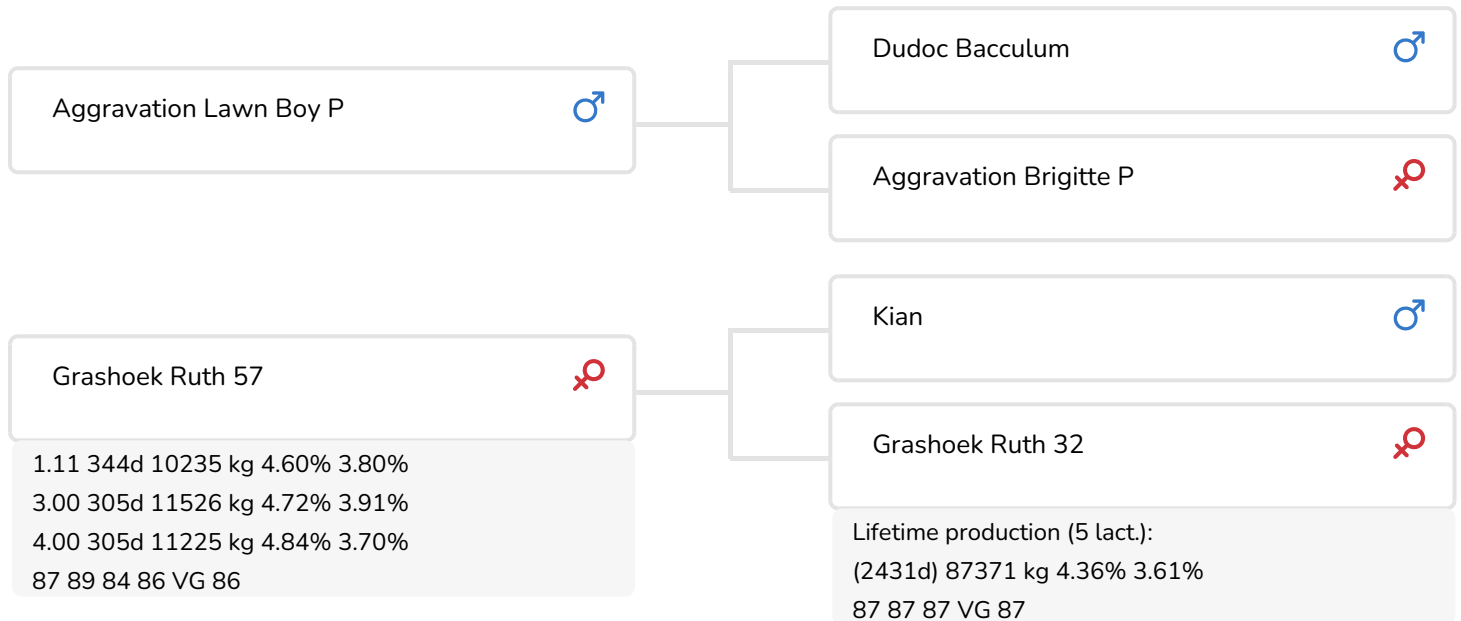 Dudoc Bacculum
Aggravation Lawn Boy P
Aggravation Brigitte P
Kian
Grashoek Ruth 57
Grashoek Ruth 32
1.11 344d 10235 kg 4.60% 3.80%
3.00 305d 11526 kg 4.72% 3.91%
4.00 305d 11225 kg 4.84% 3.70%
87 89 84 86 VG 86
Lifetime production (5 lact.):
(2431d) 87371 kg 4.36% 3.61%
87 87 87 VG 87